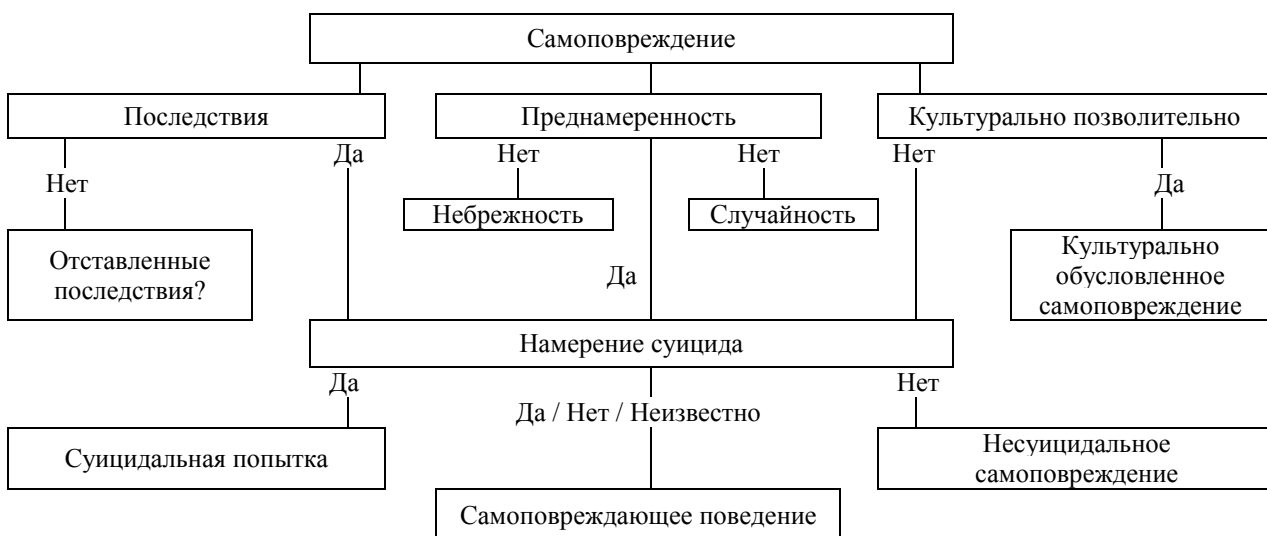 Самоповреждение
Последствия
Преднамеренность
Культурально позволительно
Да
Нет
Нет
Нет
Нет
Да
Небрежность
Случайность
Отставленные
последствия?
Да
Культурально
обусловленное
самоповреждение
Намерение суицида
Да
Нет
Да / Нет / Неизвестно
Суицидальная попытка
Несуицидальное
самоповреждение
Самоповреждающее поведение